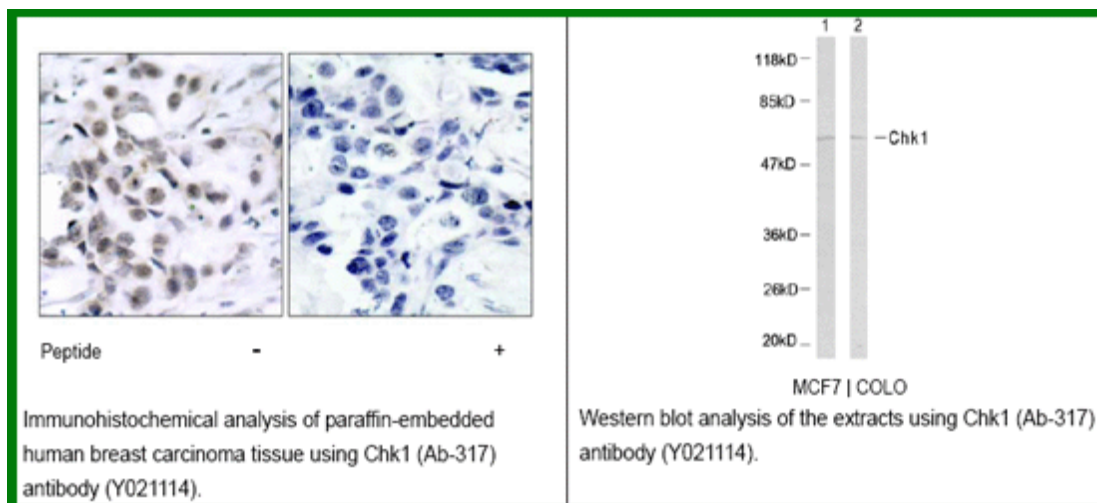 Peptide - +
Immunohistochemical analysis of paraffin-embedded
human breast carcinoma tissue using Chk1 (Ab-317)
antibody (Y021114).
1 2
118kD
85kD
Chk1
47kD
36kD
26kD
20kD
MCF7 | COLO
Western blot analysis of the extracts using Chk1 (Ab-317)
antibody (Y021114).